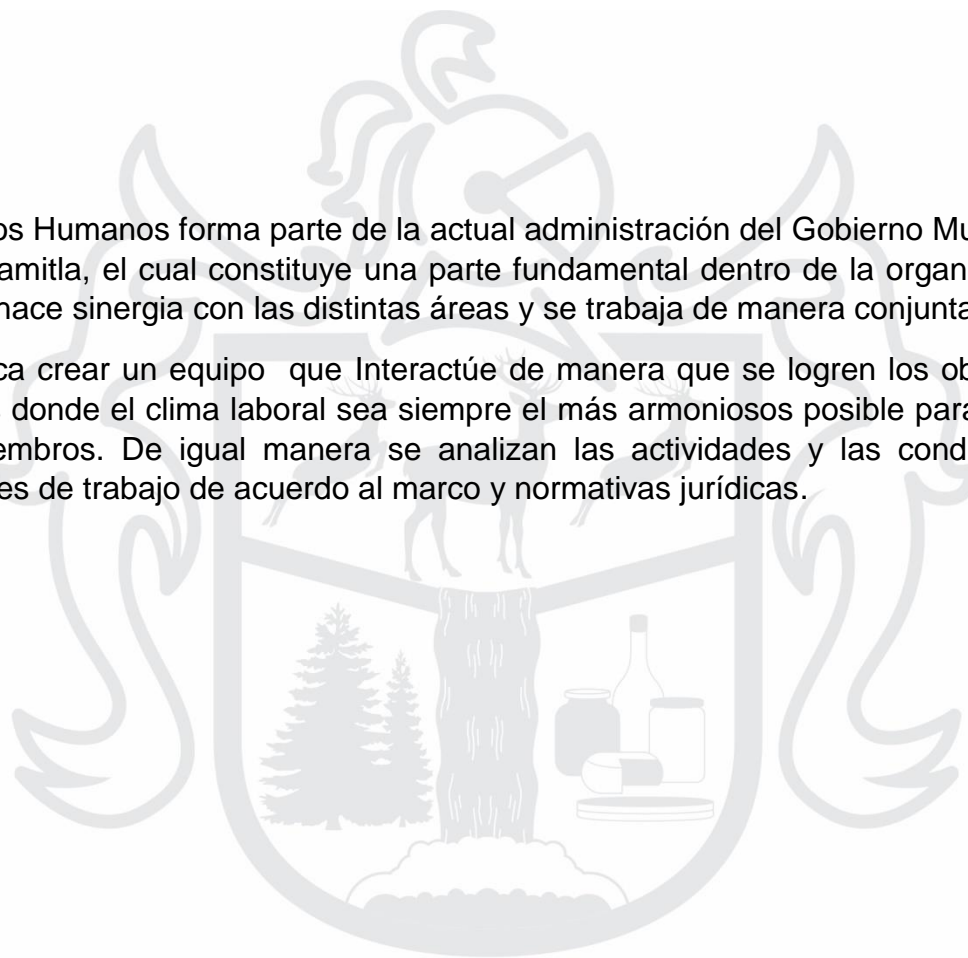 os Humanos forma parte de la actual administración del Gobierno Mu
amitla, el cual constituye una parte fundamental dentro de la organ
hace sinergia con las distintas áreas y se trabaja de manera conjunta
ca crear un equipo que Interactúe de manera que se logren los ob
donde el clima laboral sea siempre el más armoniosos posible para
embros. De igual manera se analizan las actividades y las cond
es de trabajo de acuerdo al marco y normativas jurídicas.